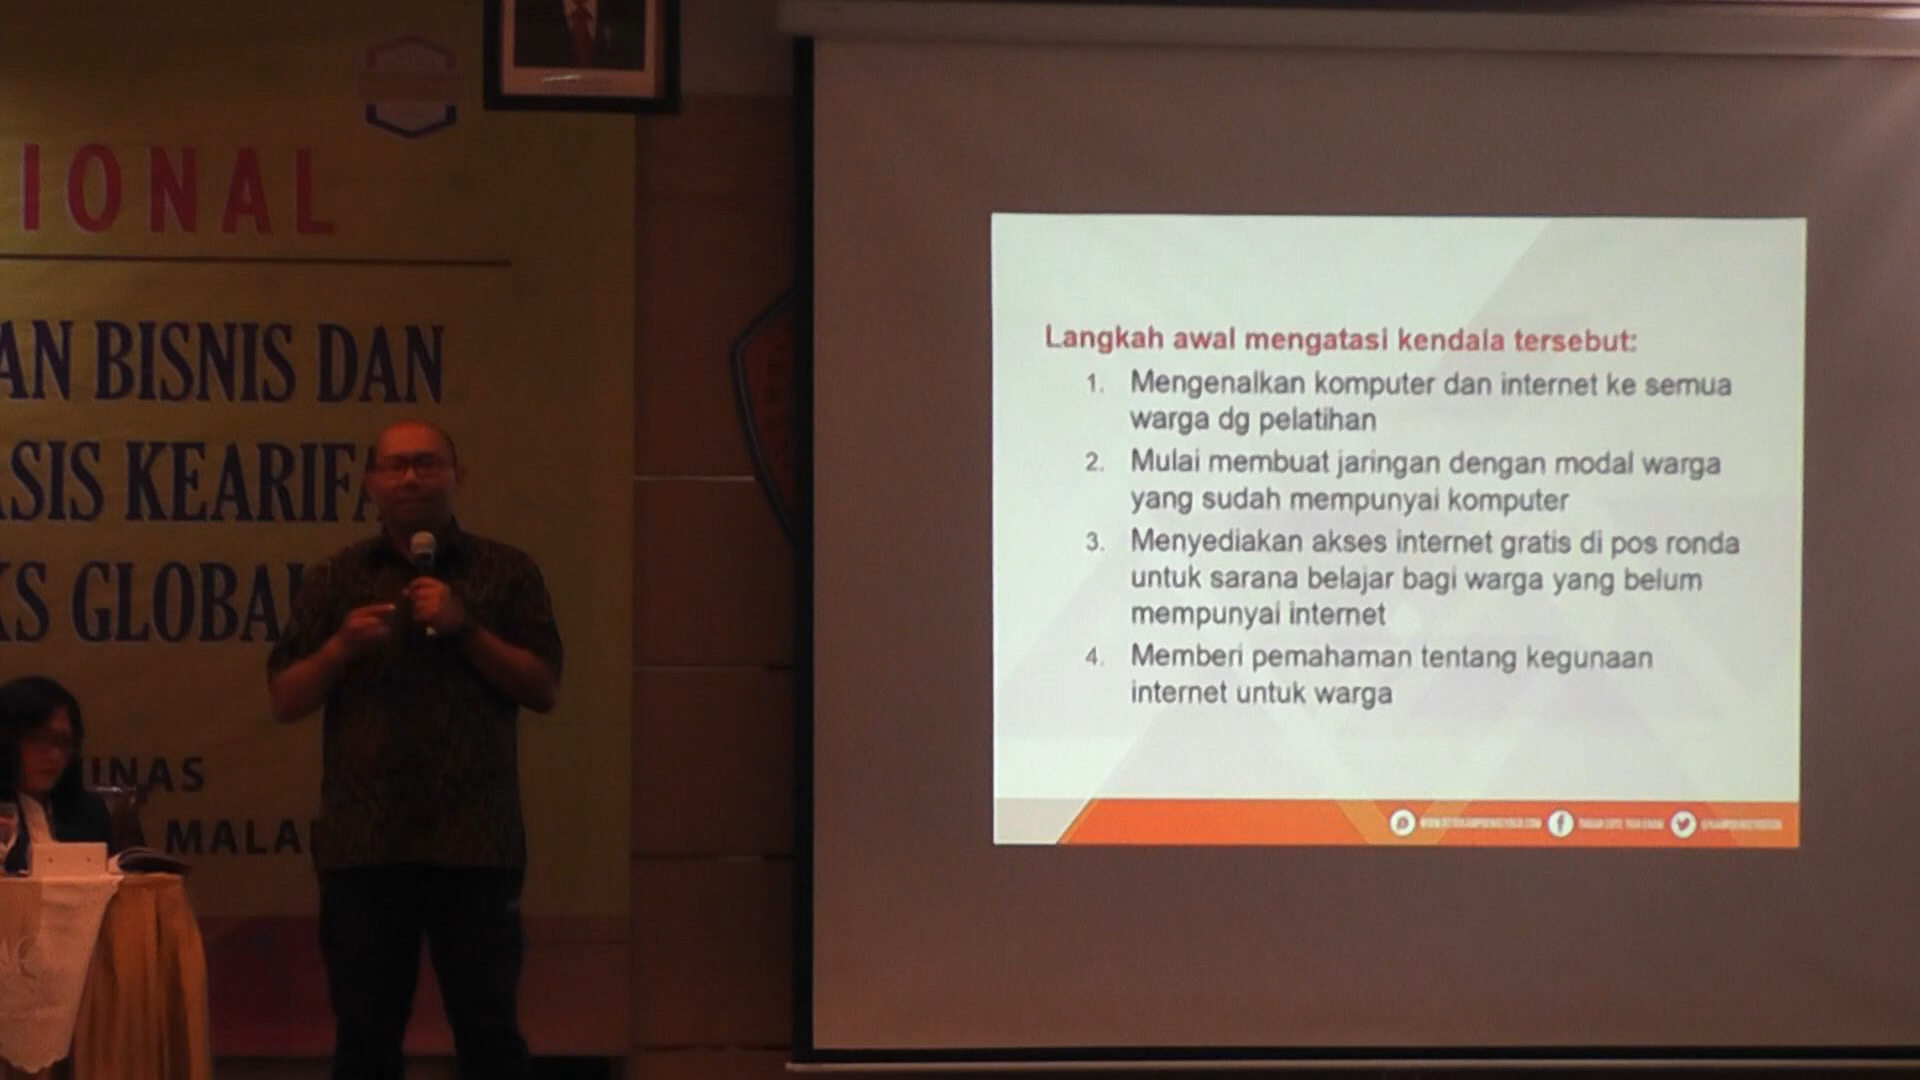 IONAL
AN BISNIS DAN
SIS KEARIFA
KS GLOBAL
INAS
MALA
Langkah awal mengatasi kendala tersebut:
1. Mengenalkan komputer dan internet ke semua
warga dg pelatihan
2. Mulai membuat jaringan dengan modal warga
yang sudah mempunyai komputer
3. Menyediakan akses internet gratis di pos ronda
untuk sarana belajar bagi warga yang belum
mempunyai internet
4. Memberi pemahaman tentang kegunaan
internet untuk warga